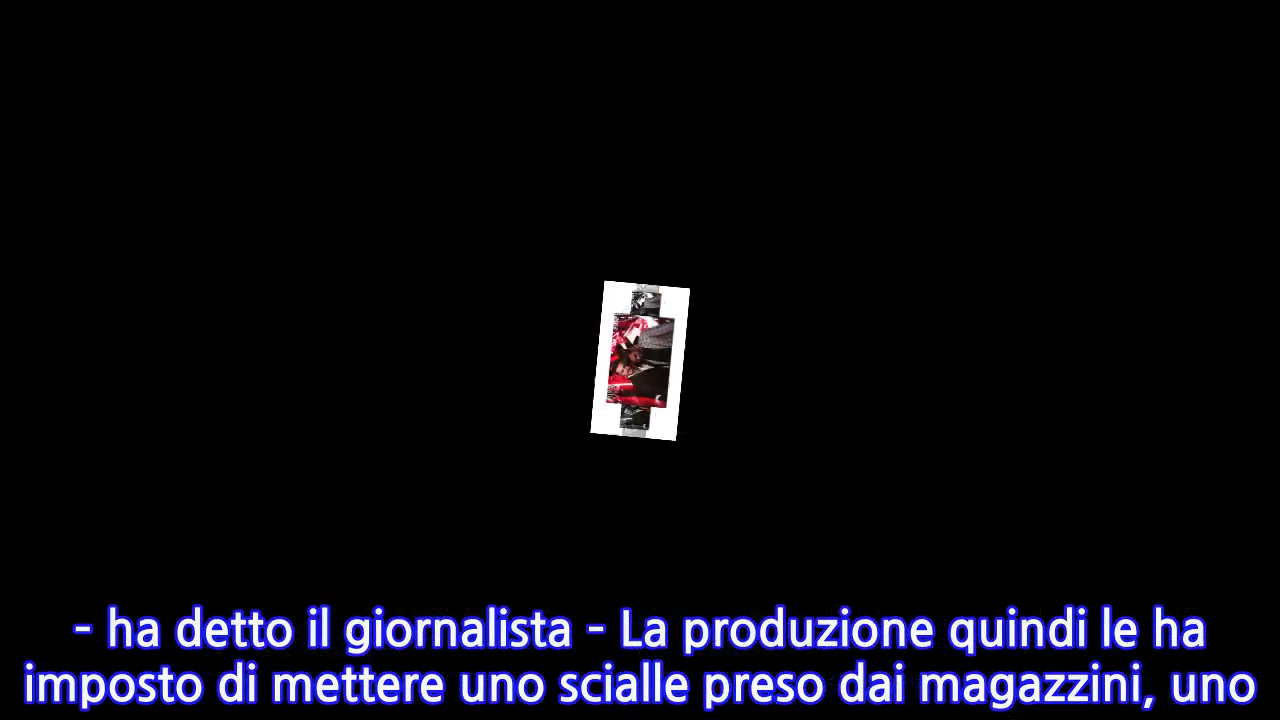 - ha detto il giornalista - La produzione quindi le ha
imposto di mettere uno scialle preso dai magazzini, uno